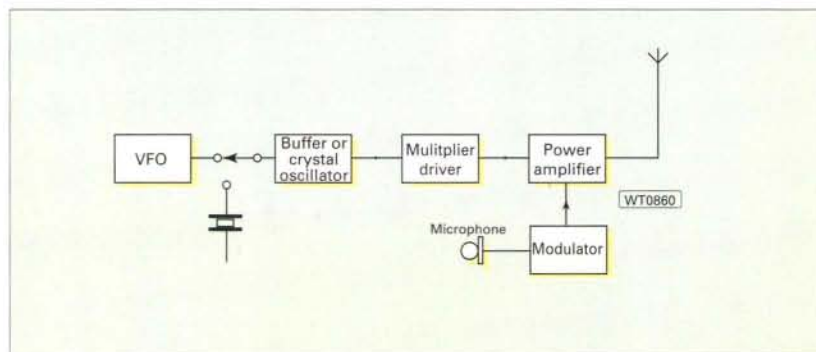 VFO
Buffer or
crystal
oscillator
Mulitplier
driver
Power
amplifier
WT0860
Microphone
Modulator